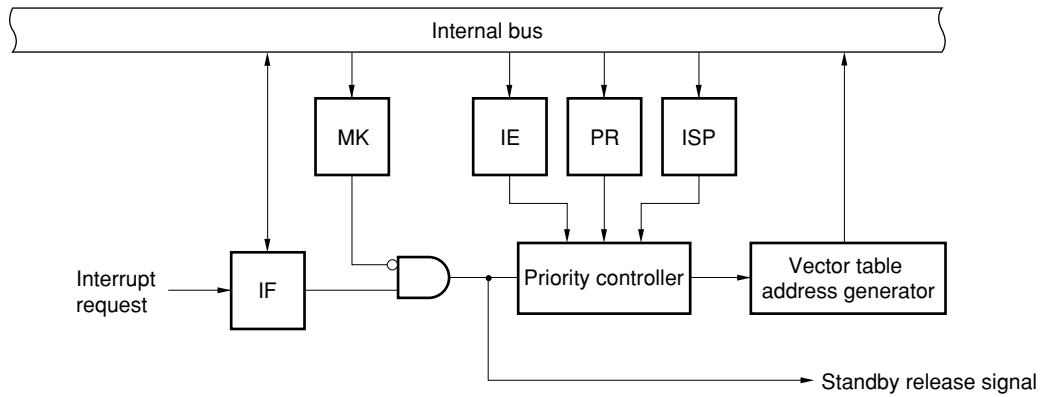 Internal bus
MK
IE
PR
ISP
Interrupt
request
IF
Priority controller
Vector table
address generator
Standby release signal